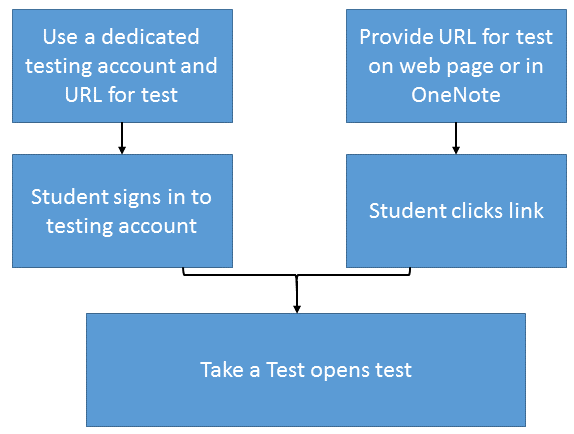 Use a dedicated
testing account and
URL for test
Provide URL for test
on web page or in
OneNote
Student signs in to
testing account
Student clicks link
Take a Test opens test